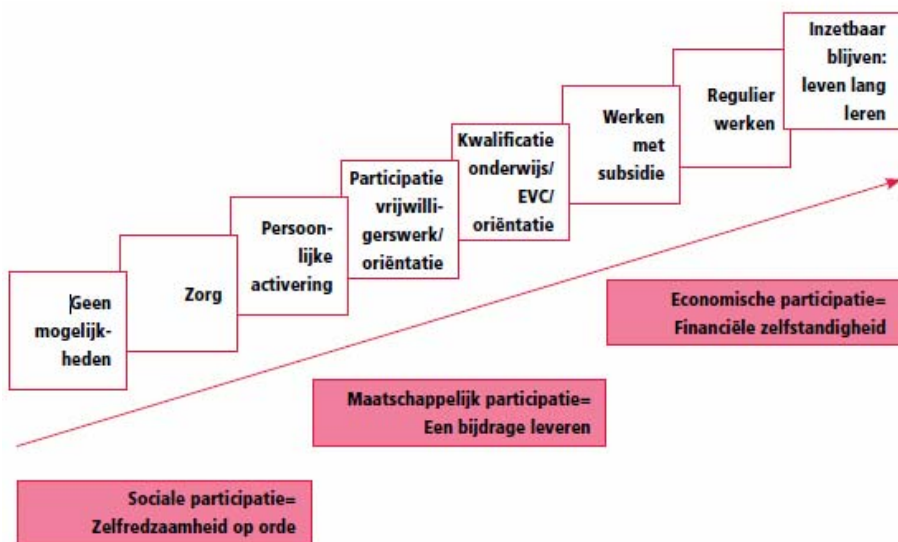 Geen
mogelijk-
heden
Zorg
Persoon-
lijke
activering
Participatie
vrijwilli-
gerswerk/
oriëntatie
Kwalificatie
onderwijs/
EVC/
oriëntatie
Werken
met
subsidie
Regulier
werken
Inzetbaar
blijven:
leven lang
leren
Economische participatie=
Financiële zelfstandigheid
Maatschappelijk participatie=
Een bijdrage leveren
Sociale participatie=
Zelfredzaamheid op orde